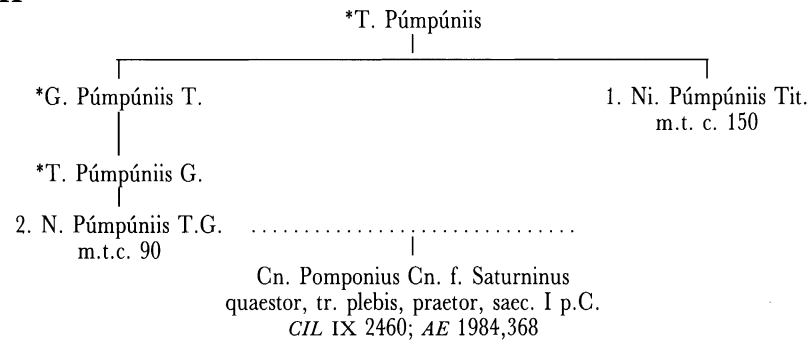 *T. Púmpúniis
*G. Púmpúniis T.
1. Ni. Púmpúniis Tit.
m.t. c. 150
*T. Púmpúniis G.
2. N. Púmpúniis T.G. ..............................
m.t.c. 90
Cn. Pomponius Cn. f. Saturninus
quaestor, tr. plebis, praetor, saec. I p.C.
CIL IX 2460; AE 1984,368